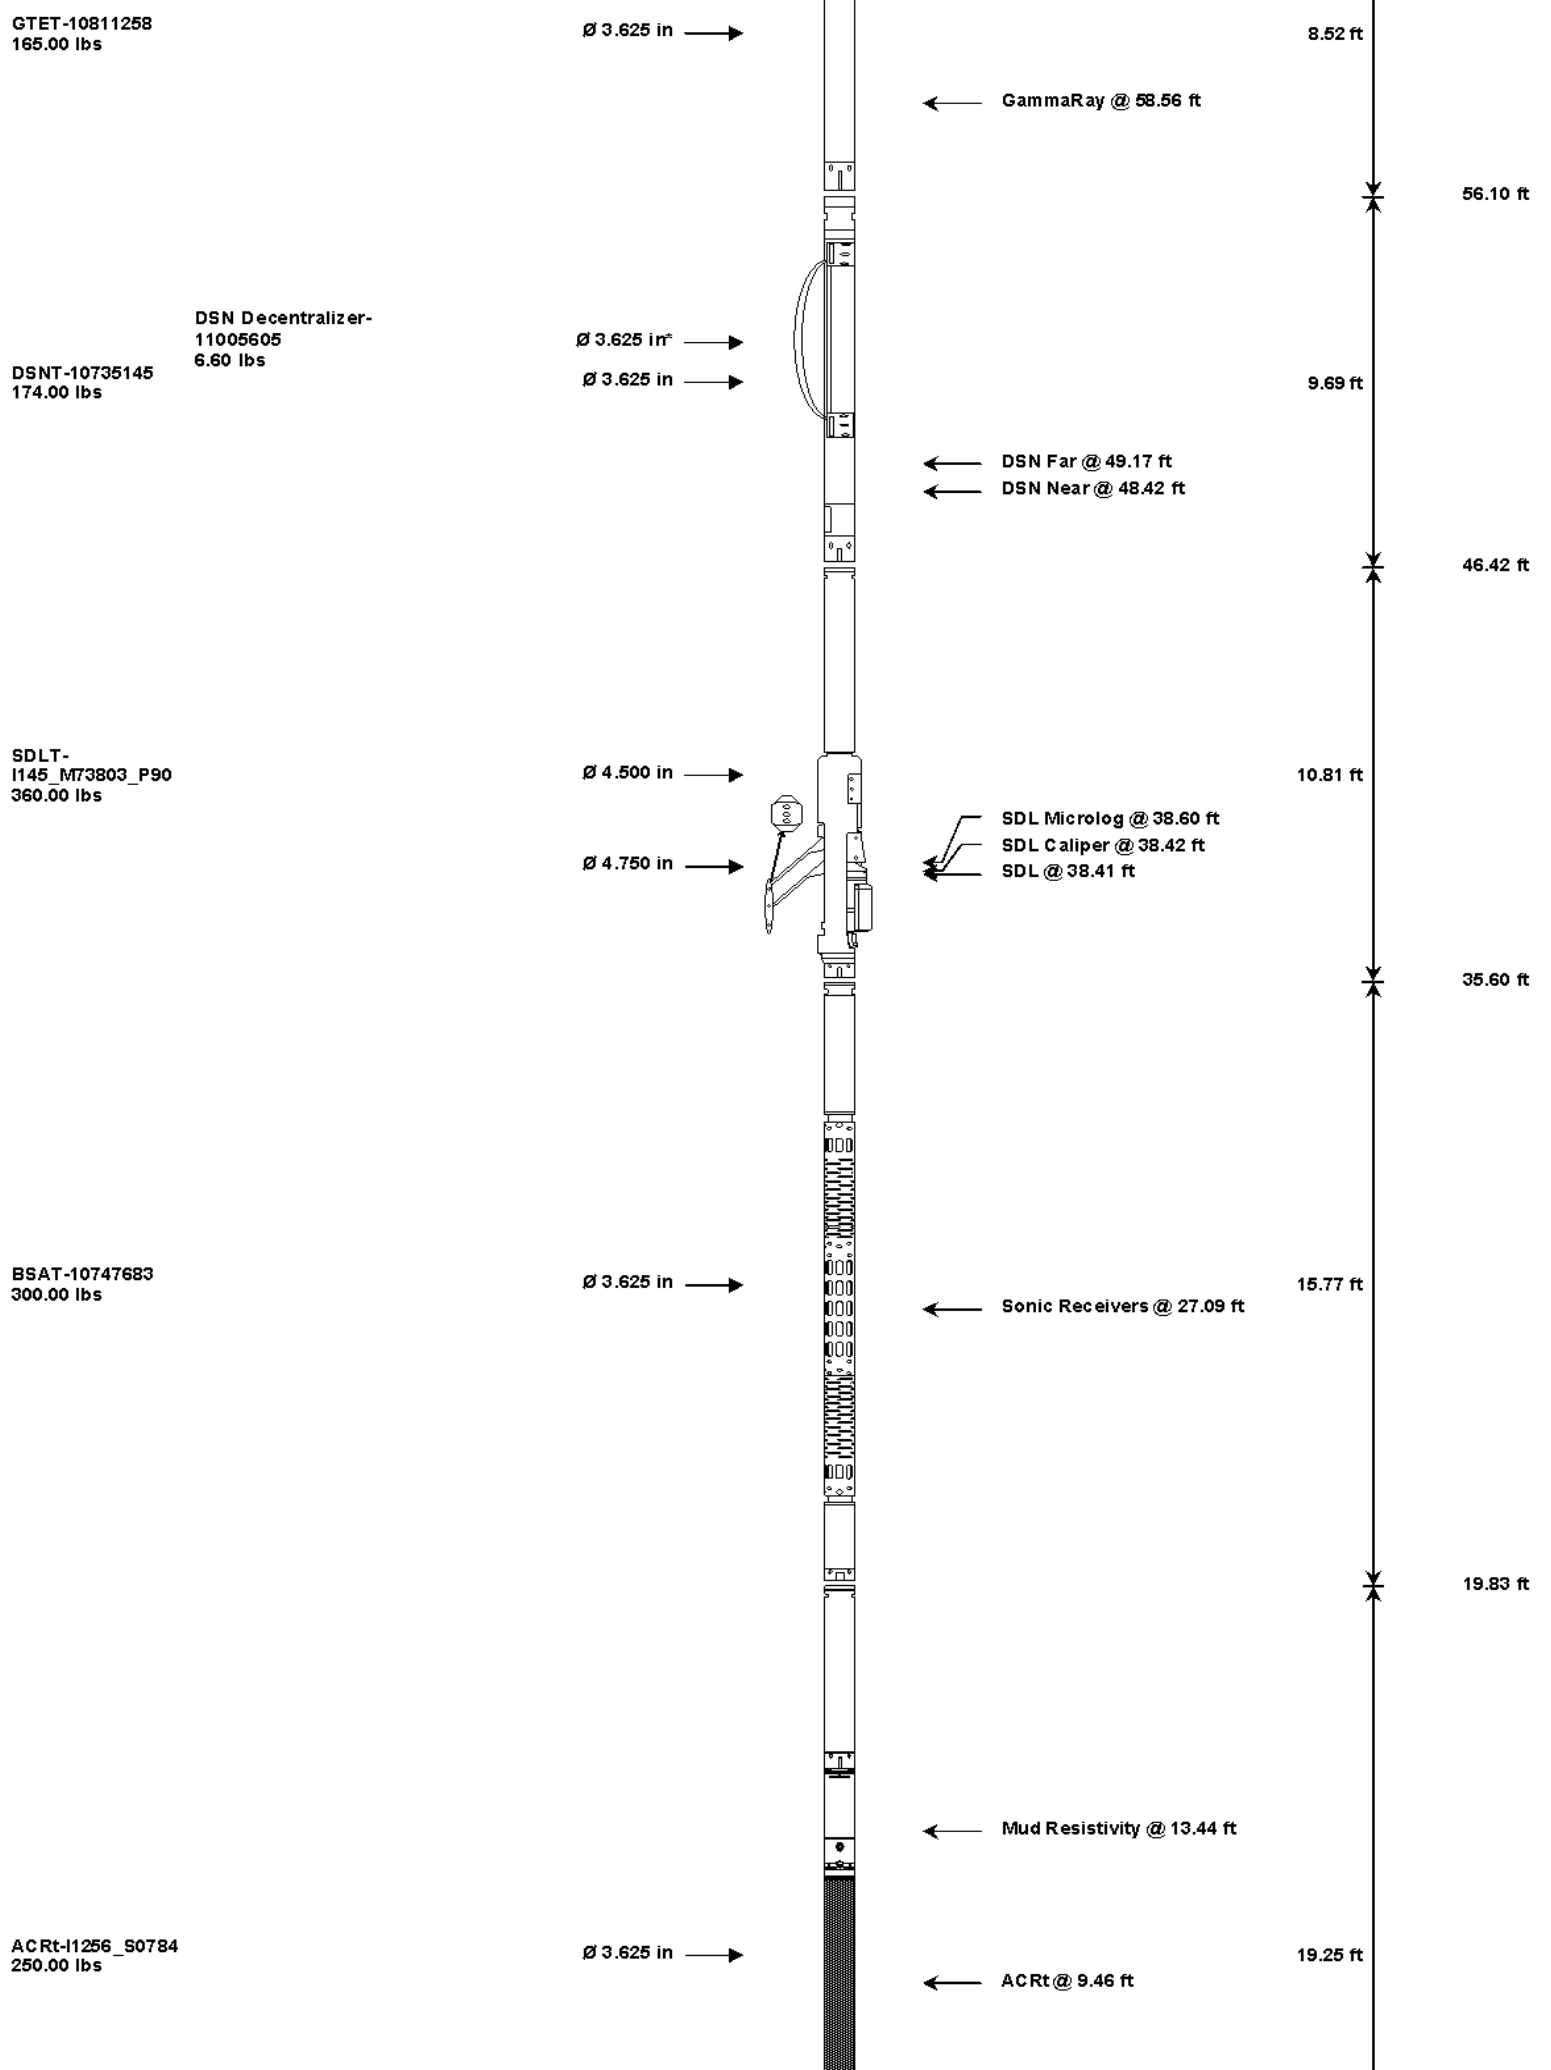 GTET-10811258
165.00 lbs
Ø 3.625 in
8.52 ft
GammaRay @ 58.56 ft
56.10 ft
DSN Decentralizer-
11005605
6.60 lbs
Ø 3.625 in*
DSNT-10735145
174.00 lbs
Ø 3.625 in
9.69 ft
DSN Far @ 49.17 ft
DSN Near @ 48.42 ft
46.42 ft
SDLT-
I145_M73803_P90
360.00 lbs
Ø 4.500 in
10.81 ft
SDL Microlog @ 38.60 ft
SDL Caliper @ 38.42 ft
Ø 4.750 in
SDL @ 38.41 ft
35.60 ft
BSAT-10747683
300.00 lbs
Ø 3.625 in
15.77 ft
Sonic Receivers @ 27.09 ft
19.83 ft
Mud Resistivity @ 13.44 ft
ACRt-I1256_S0784
250.00 lbs
Ø 3.625 in
19.25 ft
ACRt @ 9.46 ft